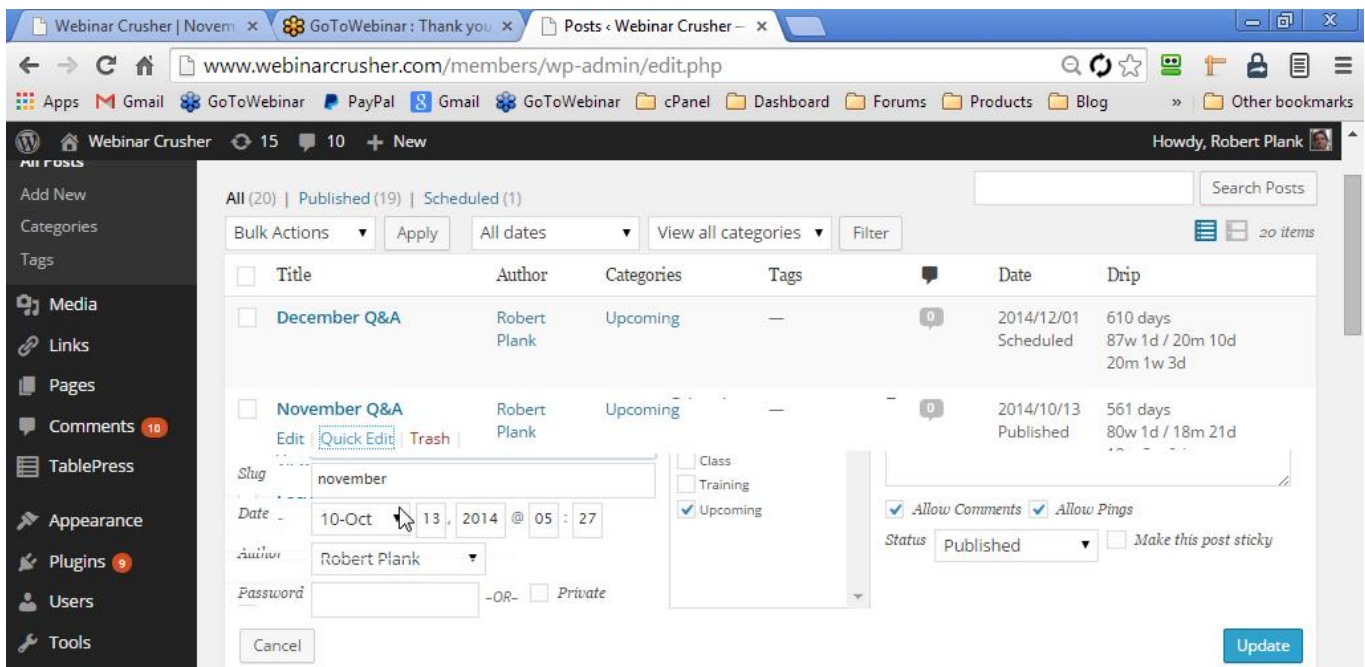 Webinar Crusher | Novem
GoToWebinar : Thank you
Posts ‹ Webinar Crusher —
www.webinarcrusher.com/members/wp-admin/edit.php
Apps Gmail GoToWebinar PayPal Gmail GoToWebinar cPanel Dashboard Forums Products Blog » Other bookmarks
Webinar Crusher 15 10 + New Howdy, Robert Plank
All Posts
Add New
Categories
Tags
Media
Links
Pages
Comments 10
TablePress
Appearance
Plugins 9
Users
Tools
All (20) | Published (19) | Scheduled (1)
Search Posts
Bulk Actions Apply All dates View all categories Filter 20 items
Title Author Categories Tags Date Drip
December Q&A Robert Plank Upcoming — 0 2014/12/01 Scheduled 610 days
87w 1d / 20m 10d
20m 1w 3d
November Q&A Robert Plank Upcoming — 0 2014/10/13 Published 561 days
80w 1d / 18m 21d
Edit | Quick Edit | Trash |
Slug november
Date 10-Oct 13 , 2014 @ 05 : 27
Author Robert Plank
Password –OR– Private
Class
Training
Upcoming
Allow Comments Allow Pings
Status Published Make this post sticky
Cancel Update